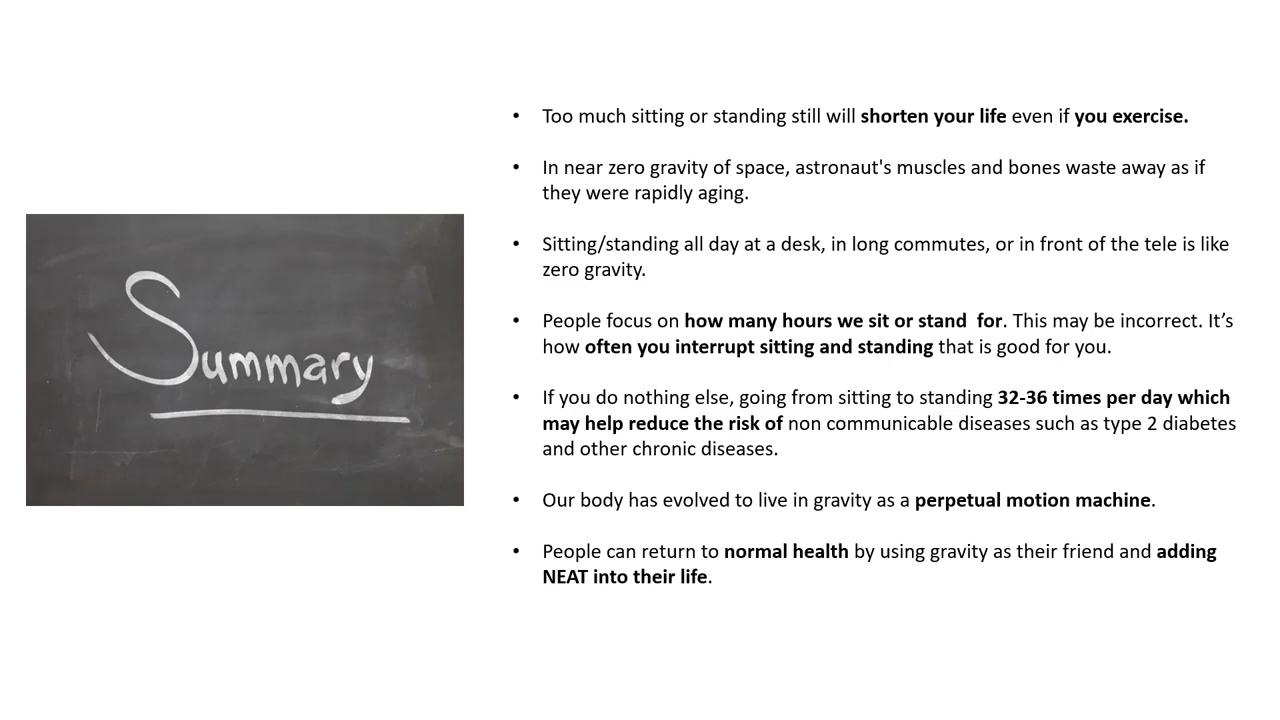 Summary
• Too much sitting or standing still will shorten your life even if you exercise.
• In near zero gravity of space, astronaut's muscles and bones waste away as if
they were rapidly aging.
• Sitting/standing all day at a desk, in long commutes, or in front of the tele is like
zero gravity.
• People focus on how many hours we sit or stand  for. This may be incorrect. It’s
how often you interrupt sitting and standing that is good for you.
• If you do nothing else, going from sitting to standing 32-36 times per day which
may help reduce the risk of non communicable diseases such as type 2 diabetes
and other chronic diseases.
• Our body has evolved to live in gravity as a perpetual motion machine.
• People can return to normal health by using gravity as their friend and adding
NEAT into their life.